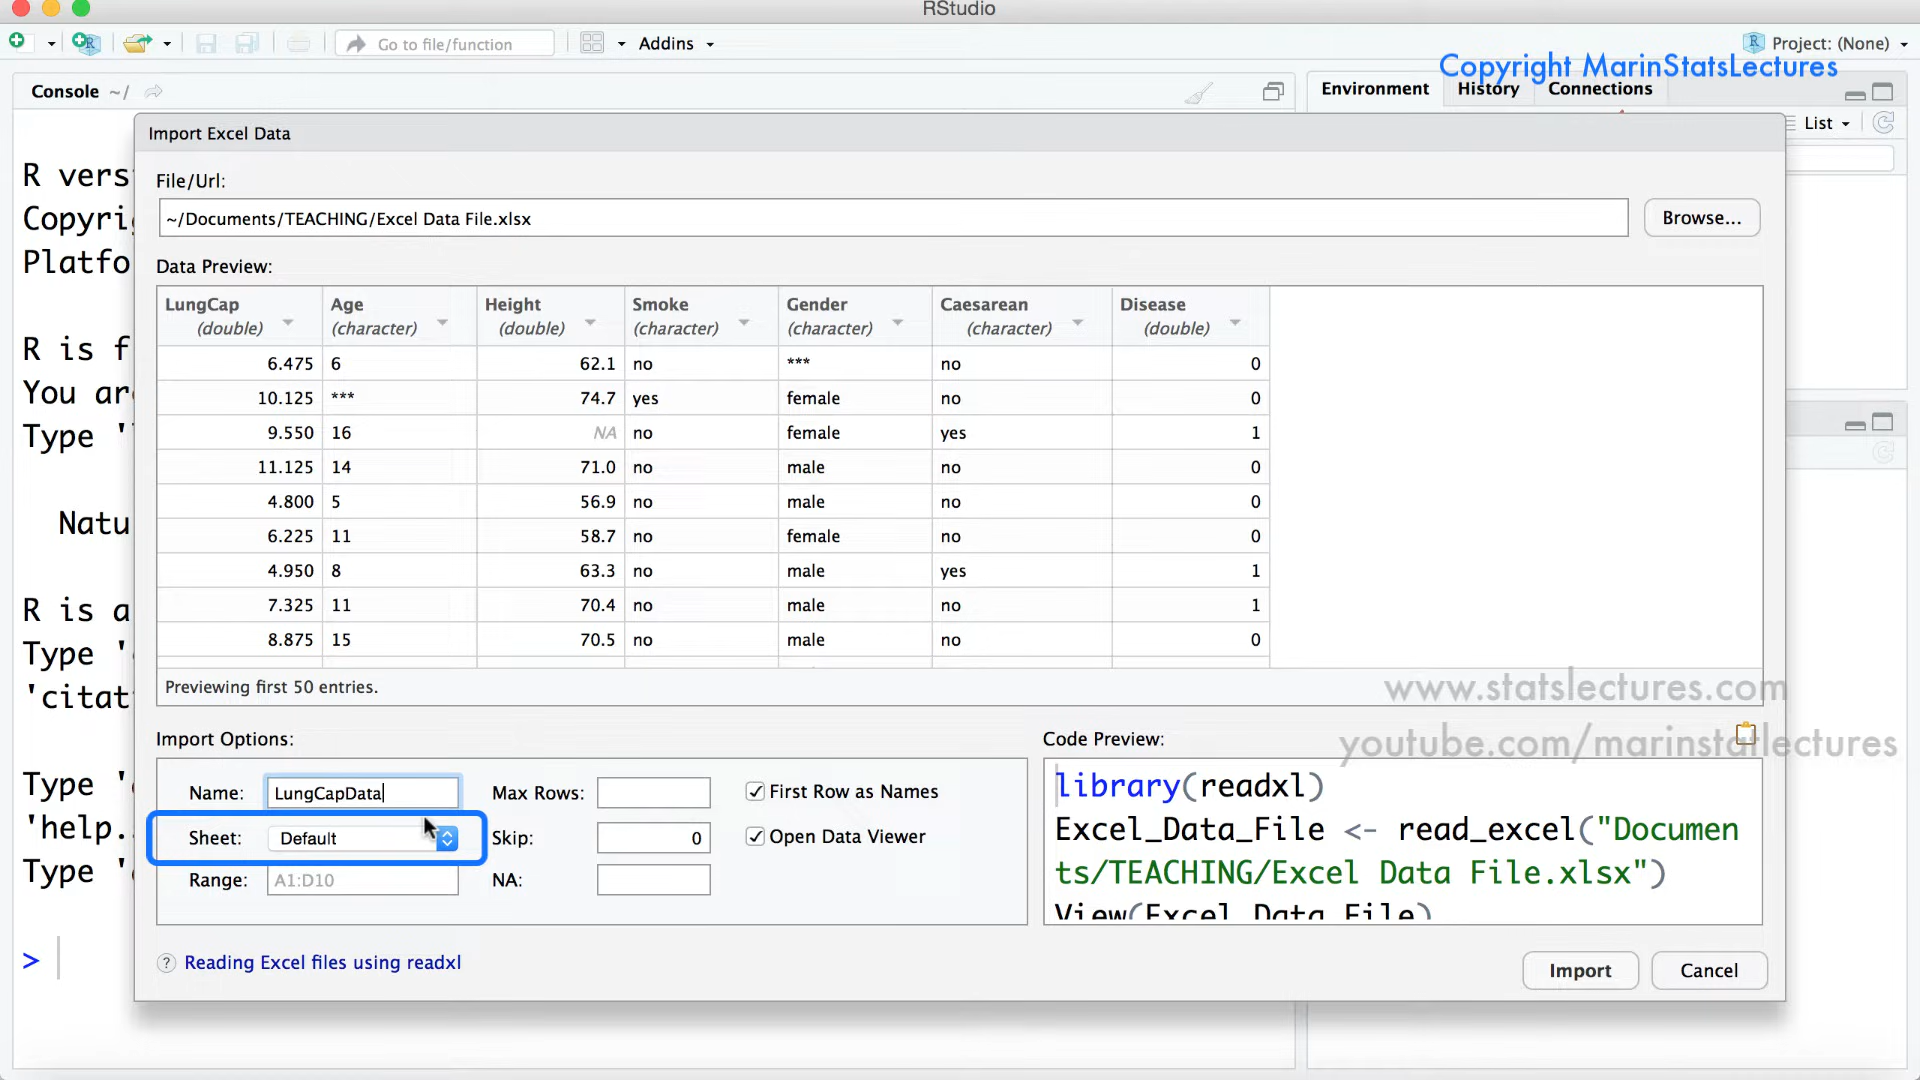 RStudio
Go to file/function
Addins
Project: (None)
Copyright MarinStatsLectures
Console ~/
Environment History Connections
List
Import Excel Data
R vers
Copyri
Platfo
R is f
You are
Type '
Natu
R is a
Type '
'citat
Type '
'help.
Type '
>
File/Url:
~/Documents/TEACHING/Excel Data File.xlsx
Browse...
Data Preview:
LungCap Age Height Smoke Gender Caesarean Disease
(double) (character) (double) (character) (character) (character) (double)
6.475 6 62.1 no *** no 0
10.125 *** 74.7 yes female no 0
9.550 16 NA no female yes 1
11.125 14 71.0 no male no 0
4.800 5 56.9 no male no 0
6.225 11 58.7 no female no 0
4.950 8 63.3 no male yes 1
7.325 11 70.4 no male no 1
8.875 15 70.5 no male no 0
Previewing first 50 entries.
www.statslectures.com
youtube.com/marinstatlectures
Import Options:
Name: LungCapData Max Rows: First Row as Names
Sheet: Default Skip: 0 Open Data Viewer
Range: A1:D10 NA:
Code Preview:
library(readxl)
Excel_Data_File <- read_excel("Documen
ts/TEACHING/Excel Data File.xlsx")
View(Excel_Data_File)
? Reading Excel files using readxl
Import Cancel